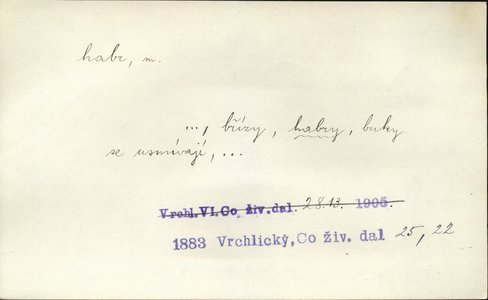 habr, m.
..., břízy, habry, buky
se usmívají, ...
Vrchl.VI.Co živ.dal. 28.13. 1905.
1883 Vrchlický, Co živ. dal 25, 22